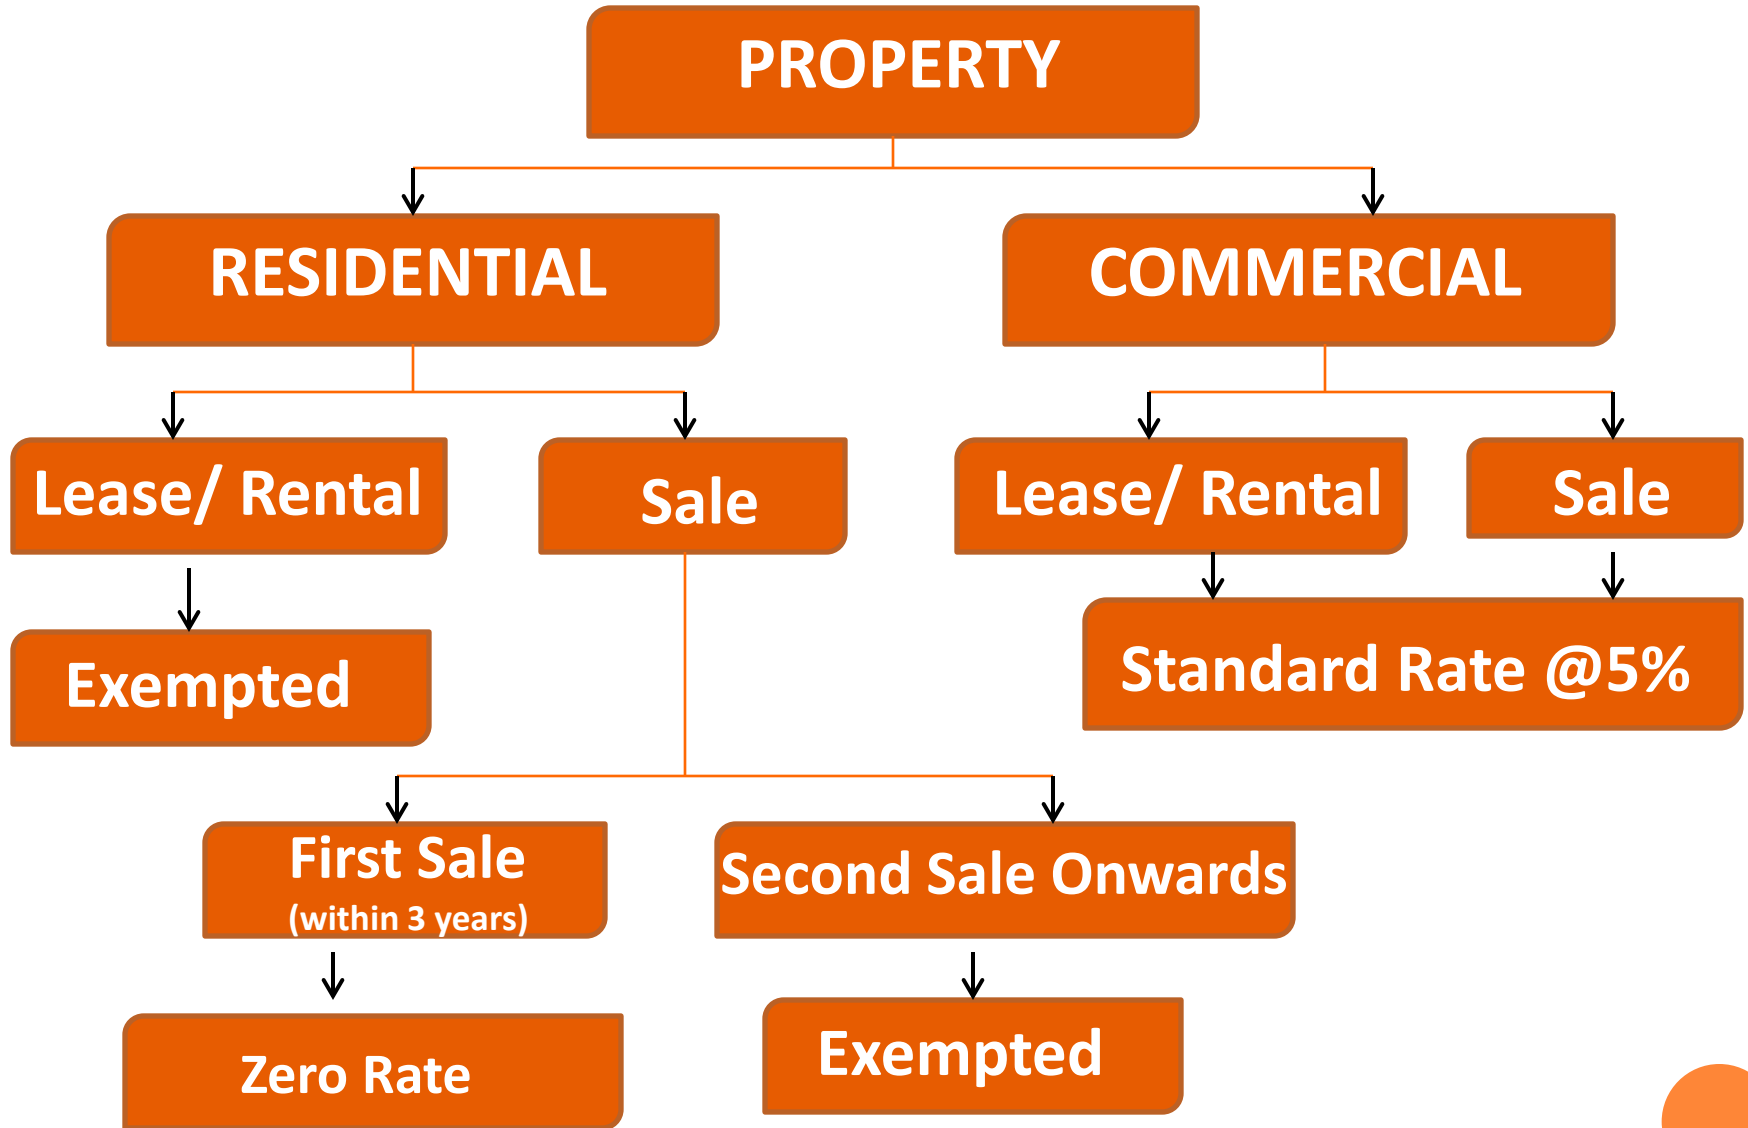 PROPERTY
RESIDENTIAL
COMMERCIAL
Lease/ Rental
Sale
Lease/ Rental
Sale
Exempted
Standard Rate @5%
First Sale
(within 3 years)
Second Sale Onwards
Zero Rate
Exempted